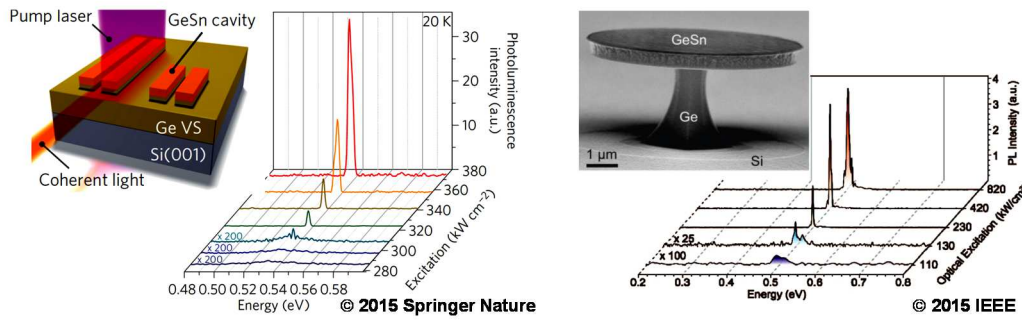 Pump laser
GeSn cavity
Ge VS
Si(001)
Coherent light
20 K
30
20
10
Photoluminescence
intensity (a.u.)
380
360
340
320
300
280
Excitation (kW cm⁻²)
x 200
x 200
x 200
0.48 0.50 0.52 0.54 0.56 0.58
Energy (eV)
© 2015 Springer Nature
GeSn
Ge
Si
1 µm
4
3
2
1
PL Intensity (a.u.)
820
420
230
130
110
Optical Excitation (kW/cm
x 25
x 100
0.2 0.3 0.4 0.5 0.6 0.7 0.8
Energy (eV)
© 2015 IEEE